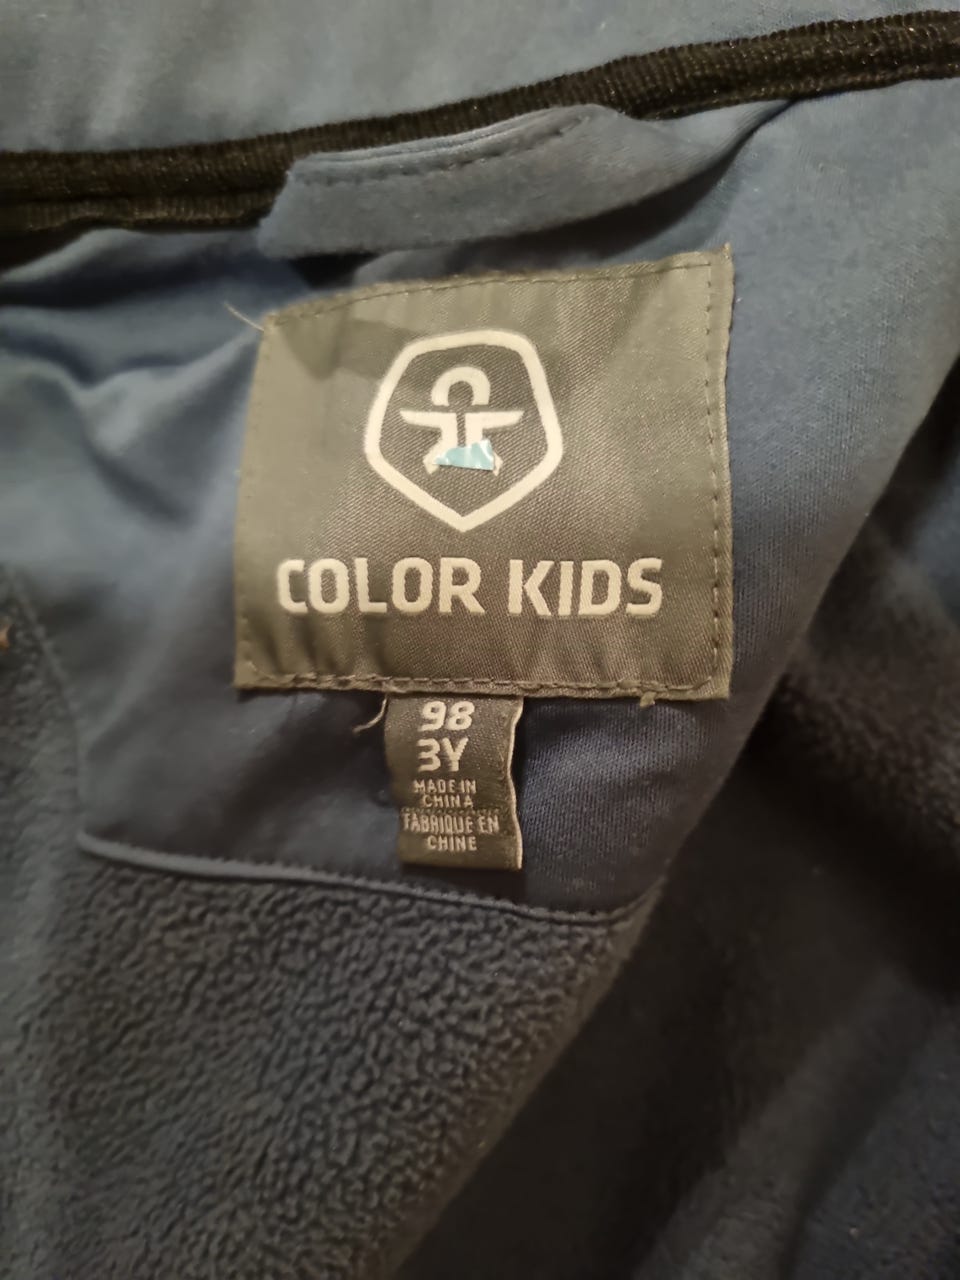 COLOR KIDS
98
3Y
MADE IN
CHINA
FABRIQUE EN
CHINE